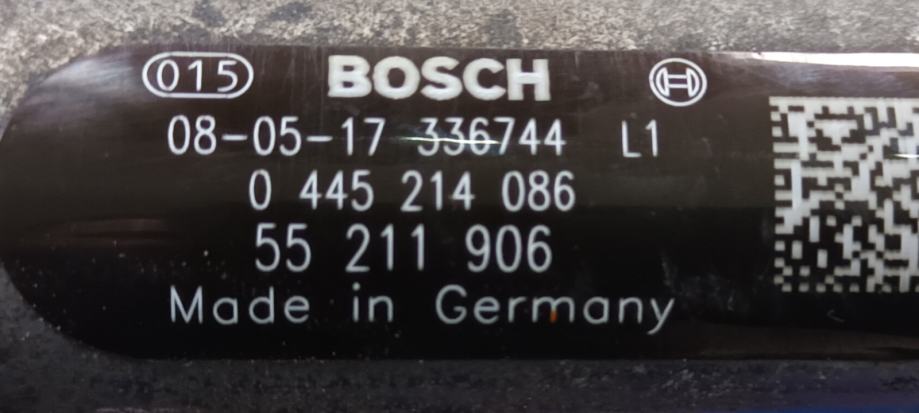 015 BOSCH
08-05-17 336744 L1
0 445 214 086
55 211 906
Made in Germany